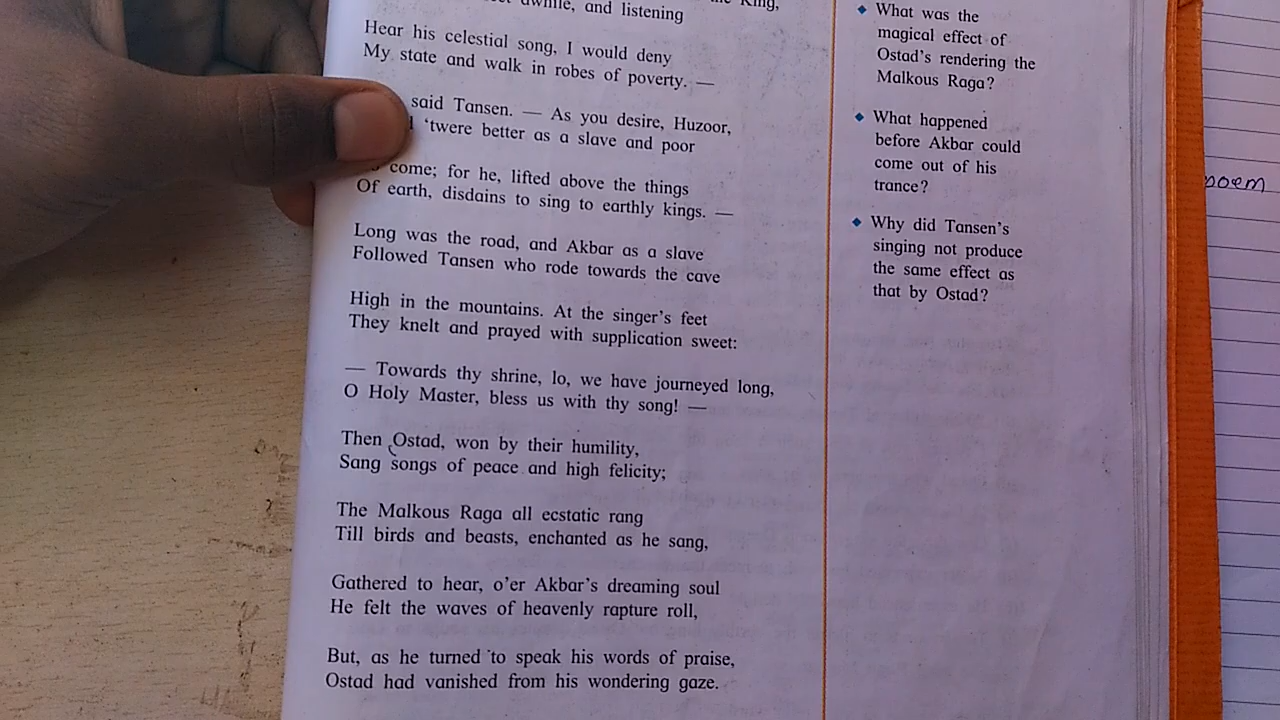 King,
awhile, and listening
Hear his celestial song, I would deny
My state and walk in robes of poverty. —
said Tansen. — As you desire, Huzoor,
'twere better as a slave and poor
come; for he, lifted above the things
Of earth, disdains to sing to earthly kings. —
Long was the road, and Akbar as a slave
Followed Tansen who rode towards the cave
High in the mountains. At the singer's feet
They knelt and prayed with supplication sweet:
— Towards thy shrine, lo, we have journeyed long,
O Holy Master, bless us with thy song! —
Then Ostad, won by their humility,
Sang songs of peace and high felicity;
The Malkous Raga all ecstatic rang
Till birds and beasts, enchanted as he sang,
Gathered to hear, o'er Akbar's dreaming soul
He felt the waves of heavenly rapture roll,
But, as he turned to speak his words of praise,
Ostad had vanished from his wondering gaze.
◆ What was the
magical effect of
Ostad's rendering the
Malkous Raga?
◆ What happened
before Akbar could
come out of his
trance?
◆ Why did Tansen's
singing not produce
the same effect as
that by Ostad?
poem